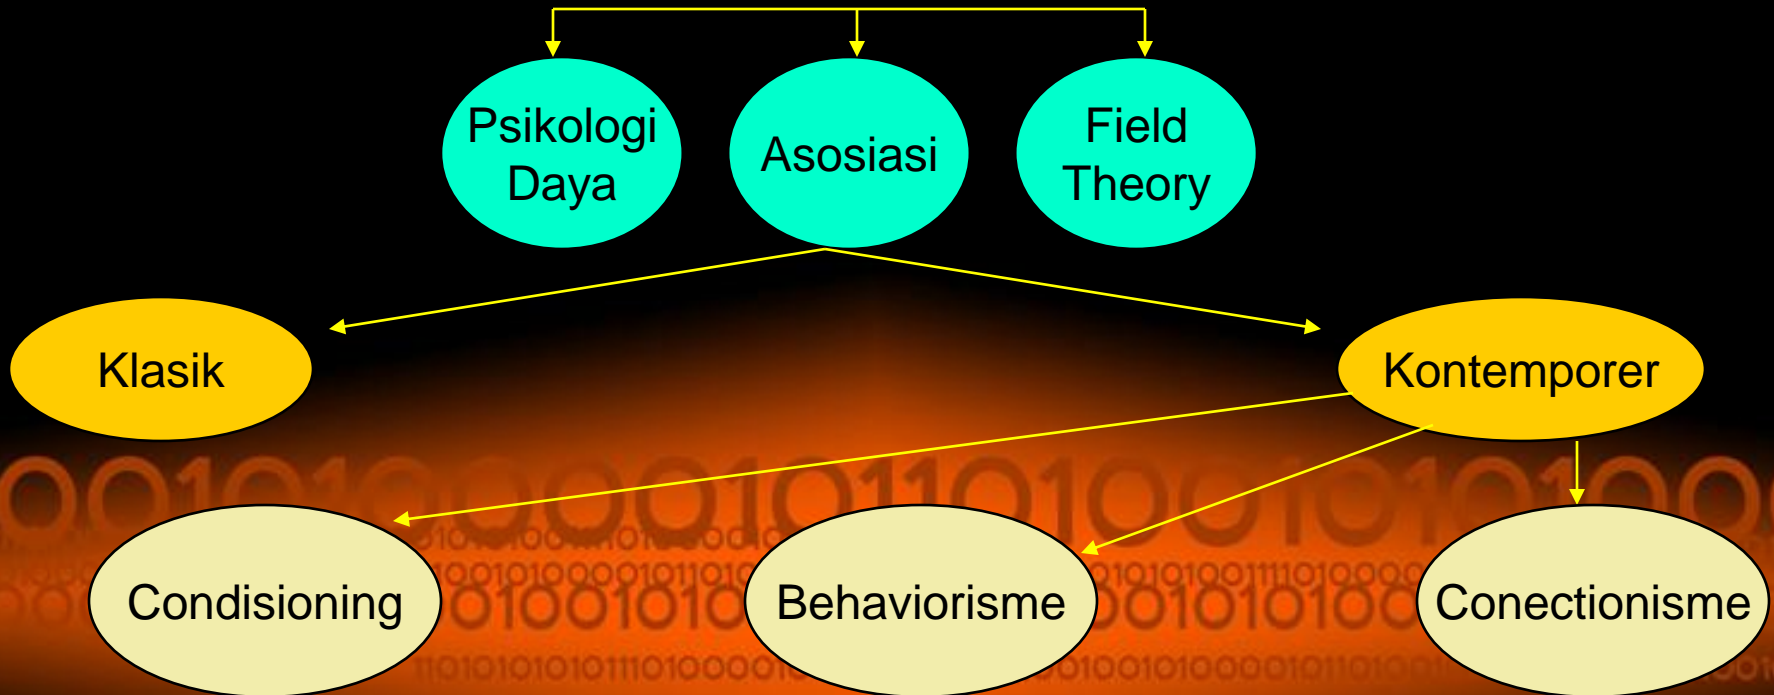 Psikologi
Daya
Asosiasi
Field
Theory
Klasik
Kontemporer
Condisioning
Behaviorisme
Conectionisme